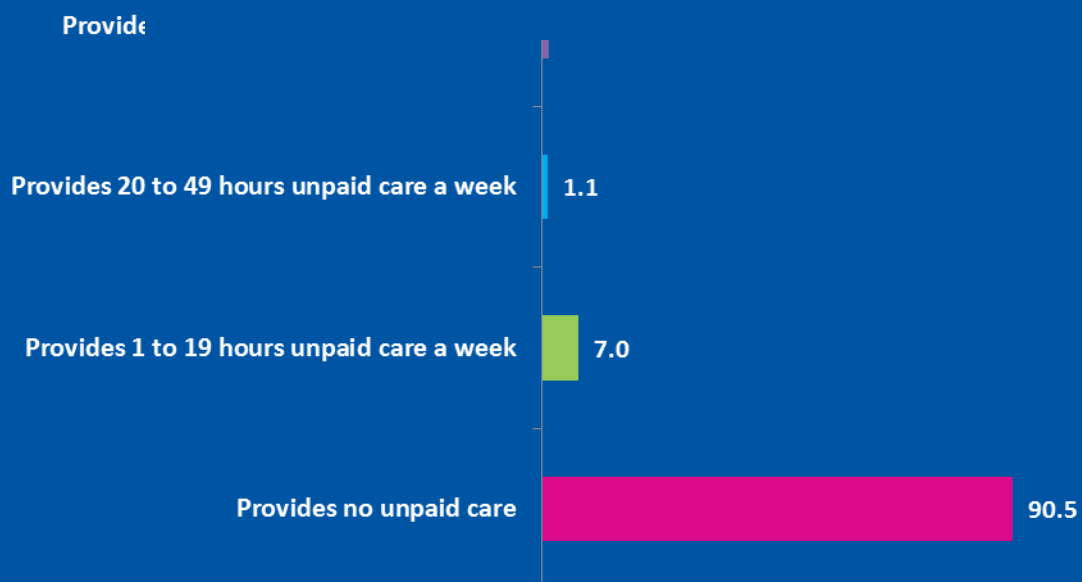 Provides 20 to 49 hours unpaid care a week 1.1
Provides 1 to 19 hours unpaid care a week 7.0
Provides no unpaid care 90.5